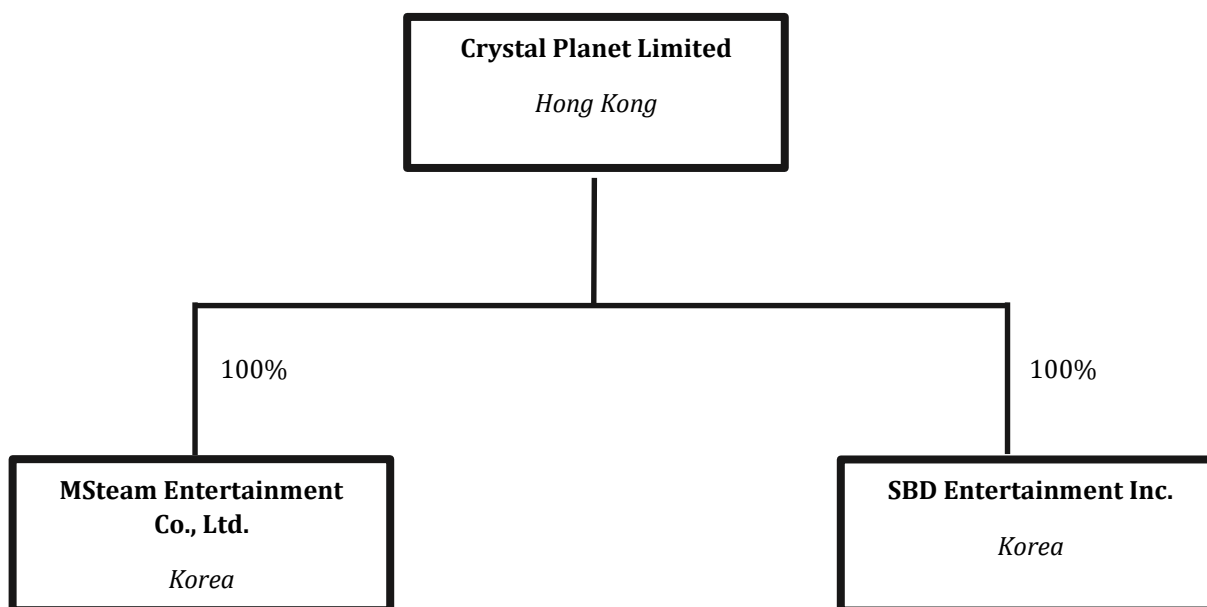 Crystal Planet Limited
Hong Kong
100%
100%
MSteam Entertainment
Co., Ltd.
Korea
SBD Entertainment Inc.
Korea